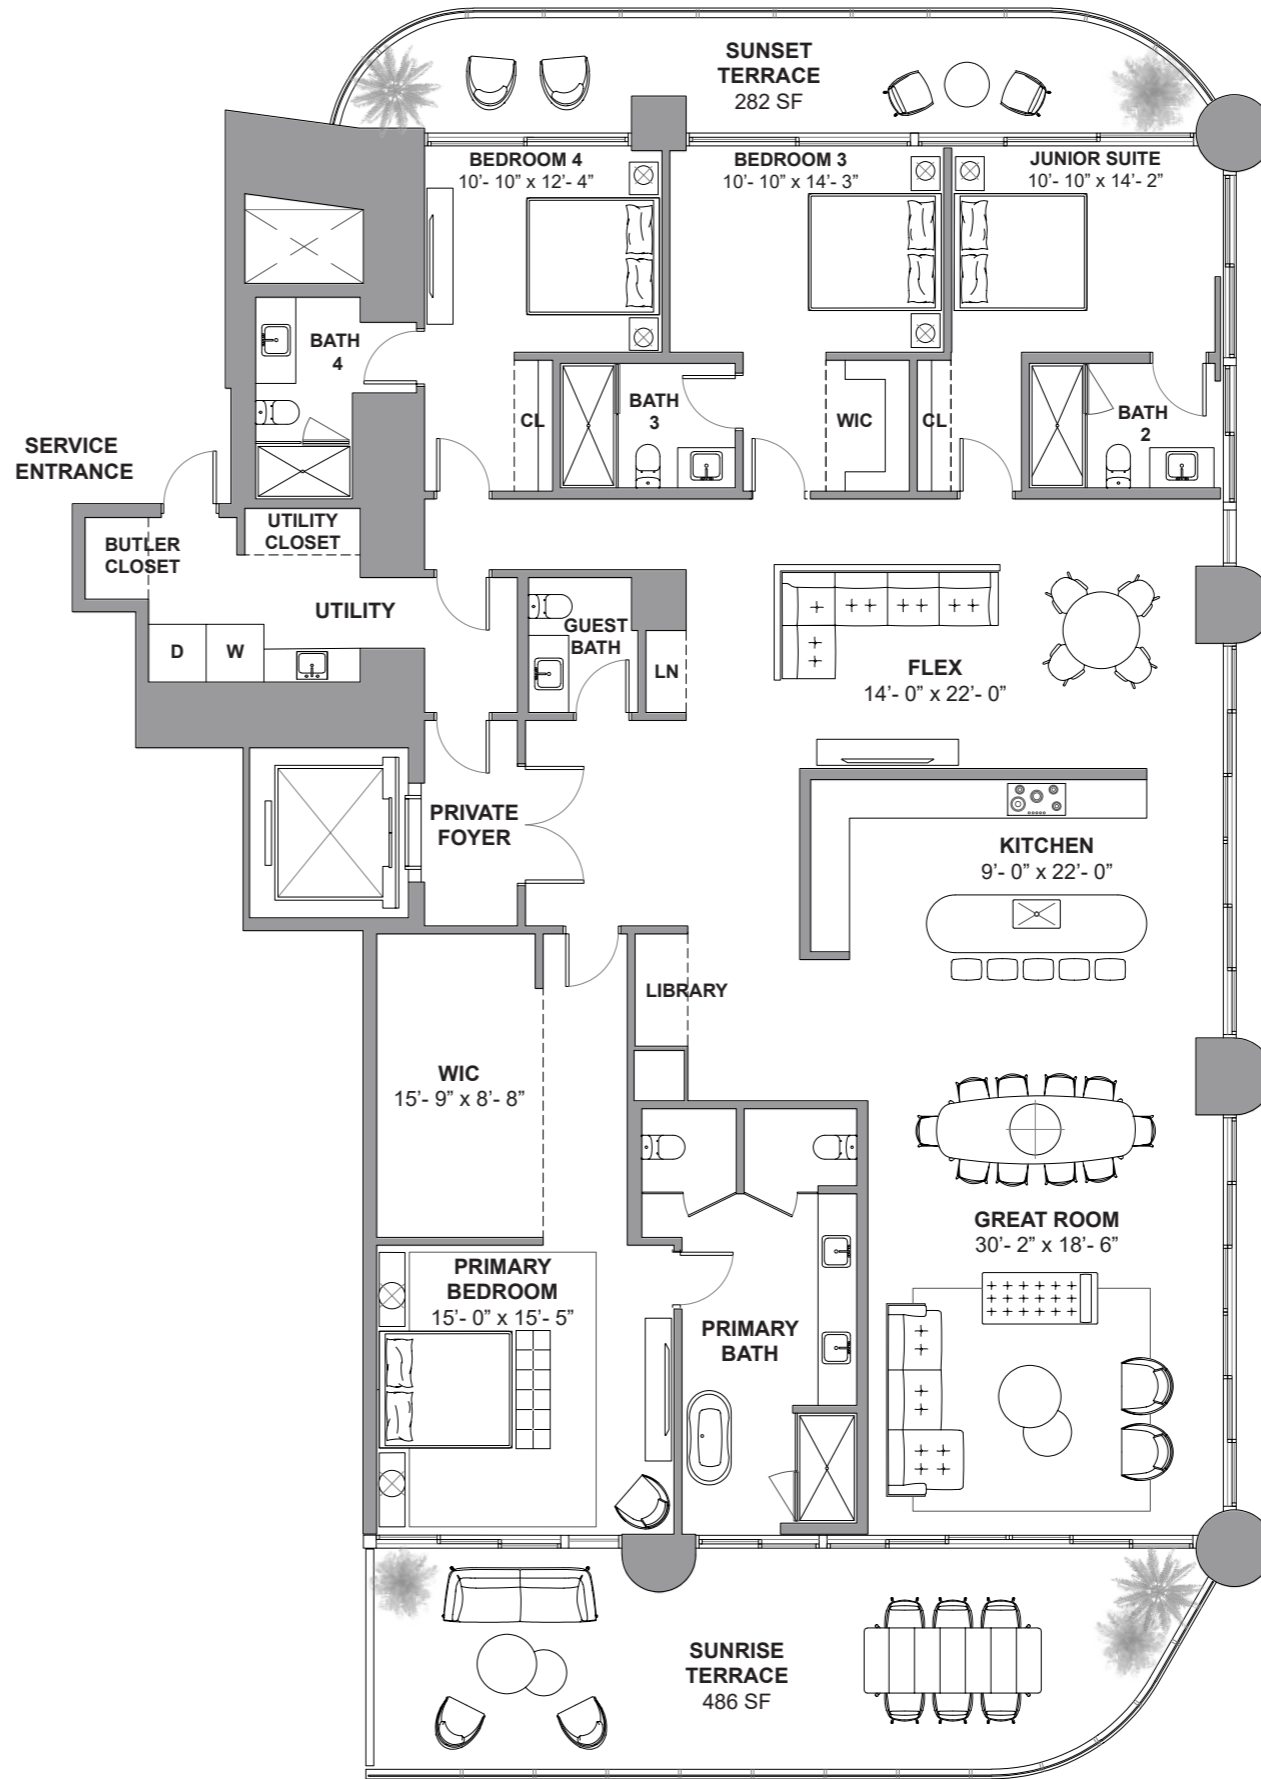 SUNSET
TERRACE
282 SF
BEDROOM 4
10'- 10” x 12'- 4”
BEDROOM 3
10'- 10” x 14'- 3”
JUNIOR SUITE
10'- 10” x 14'- 2”
BATH
4
CL
BATH
3
WIC
CL
BATH
2
SERVICE
ENTRANCE
BUTLER
CLOSET
UTILITY
CLOSET
UTILITY
D
W
GUEST
BATH
LN
FLEX
14'- 0” x 22'- 0”
PRIVATE
FOYER
KITCHEN
9'- 0” x 22'- 0”
LIBRARY
WIC
15'- 9” x 8'- 8”
GREAT ROOM
30'- 2” x 18'- 6”
PRIMARY
BEDROOM
15'- 0” x 15'- 5”
PRIMARY
BATH
SUNRISE
TERRACE
486 SF